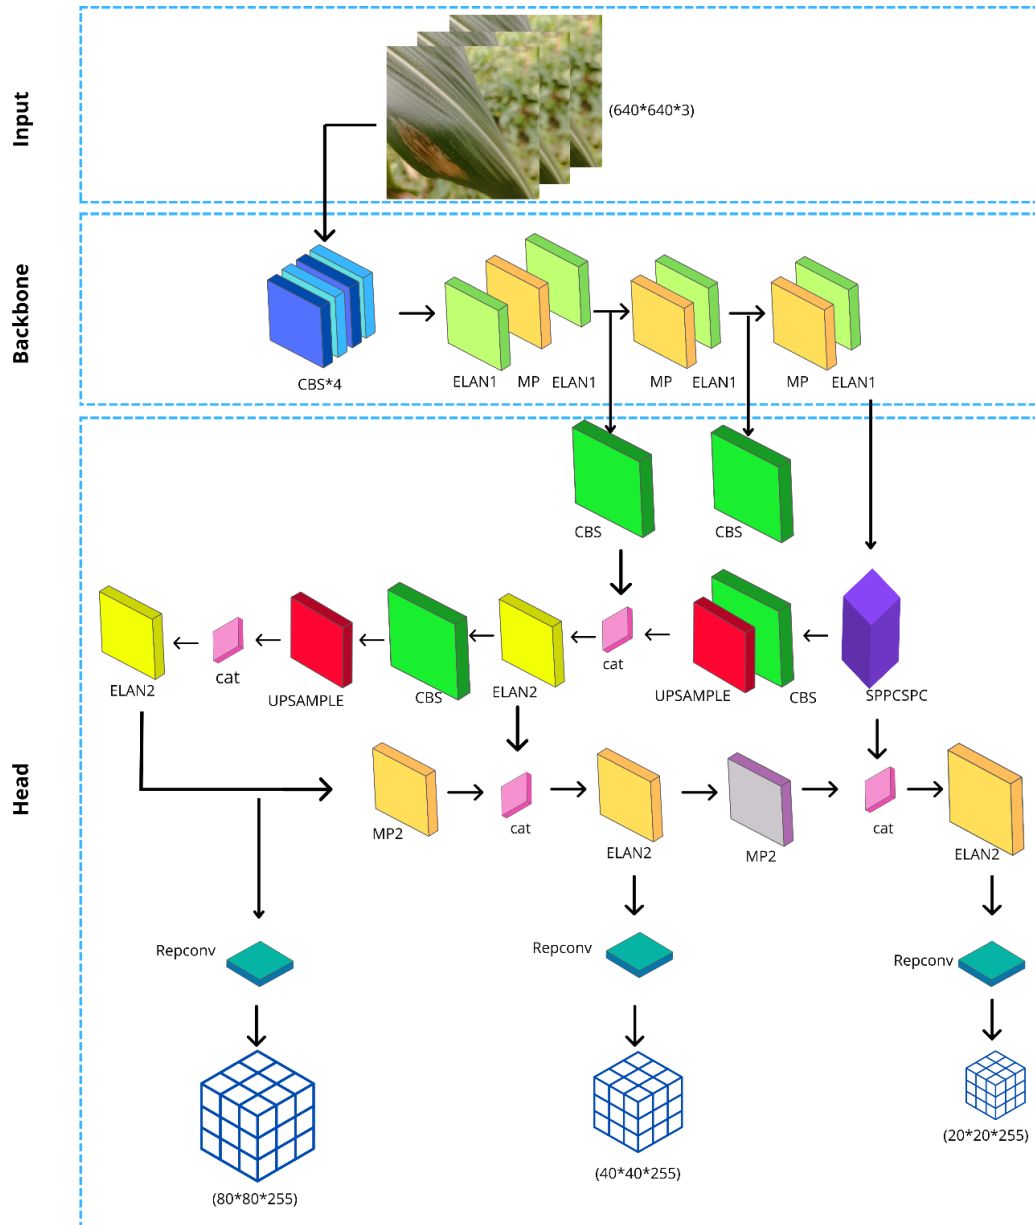 Input
(640*640*3)
Backbone
CBS*4
ELAN1
MP
ELAN1
MP
ELAN1
MP
ELAN1
Head
CBS
CBS
ELAN2
cat
UPSAMPLE
CBS
ELAN2
cat
UPSAMPLE
CBS
SPPCSPC
MP2
cat
ELAN2
MP2
cat
ELAN2
Repconv
Repconv
Repconv
(80*80*255)
(40*40*255)
(20*20*255)